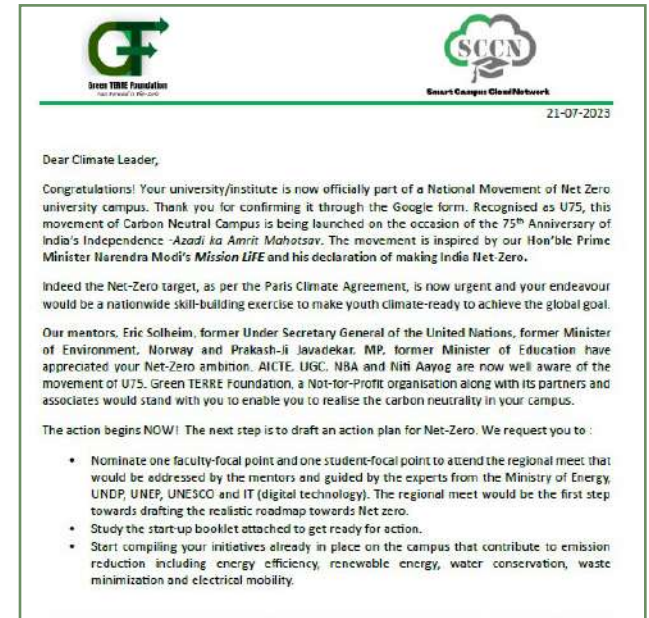 GTF
Green TERRE Foundation
SCCN
Smart Campus Cloud Network
21-07-2023
Dear Climate Leader,
Congratulations! Your university/institute is now officially part of a National Movement of Net Zero
university campus. Thank you for confirming it through the Google form. Recognised as U75, this
movement of Carbon Neutral Campus is being launched on the occasion of the 75th Anniversary of
India's Independence -Azadi ka Amrit Mahotsav. The movement is inspired by our Hon'ble Prime
Minister Narendra Modi's Mission LiFE and his declaration of making India Net-Zero.
Indeed the Net-Zero target, as per the Paris Climate Agreement, is now urgent and your endeavour
would be a nationwide skill-building exercise to make youth climate-ready to achieve the global goal.
Our mentors, Eric Solheim, former Under Secretary General of the United Nations, former Minister
of Environment, Norway and Prakash-Ji Javadekar, MP, former Minister of Education have
appreciated your Net-Zero ambition. AICTE, UGC, NBA and Niti Aayog are now well aware of the
movement of U75. Green TERRE Foundation, a Not-for-Profit organisation along with its partners and
associates would stand with you to enable you to realise the carbon neutrality in your campus.
The action begins NOW! The next step is to draft an action plan for Net-Zero. We request you to :
• Nominate one faculty-focal point and one student-focal point to attend the regional meet that
would be addressed by the mentors and guided by the experts from the Ministry of Energy,
UNDP, UNEP, UNESCO and IT (digital technology). The regional meet would be the first step
towards drafting the realistic roadmap towards Net zero.
• Study the start-up booklet attached to get ready for action.
• Start compiling your initiatives already in place on the campus that contribute to emission
reduction including energy efficiency, renewable energy, water conservation, waste
minimization and electrical mobility.